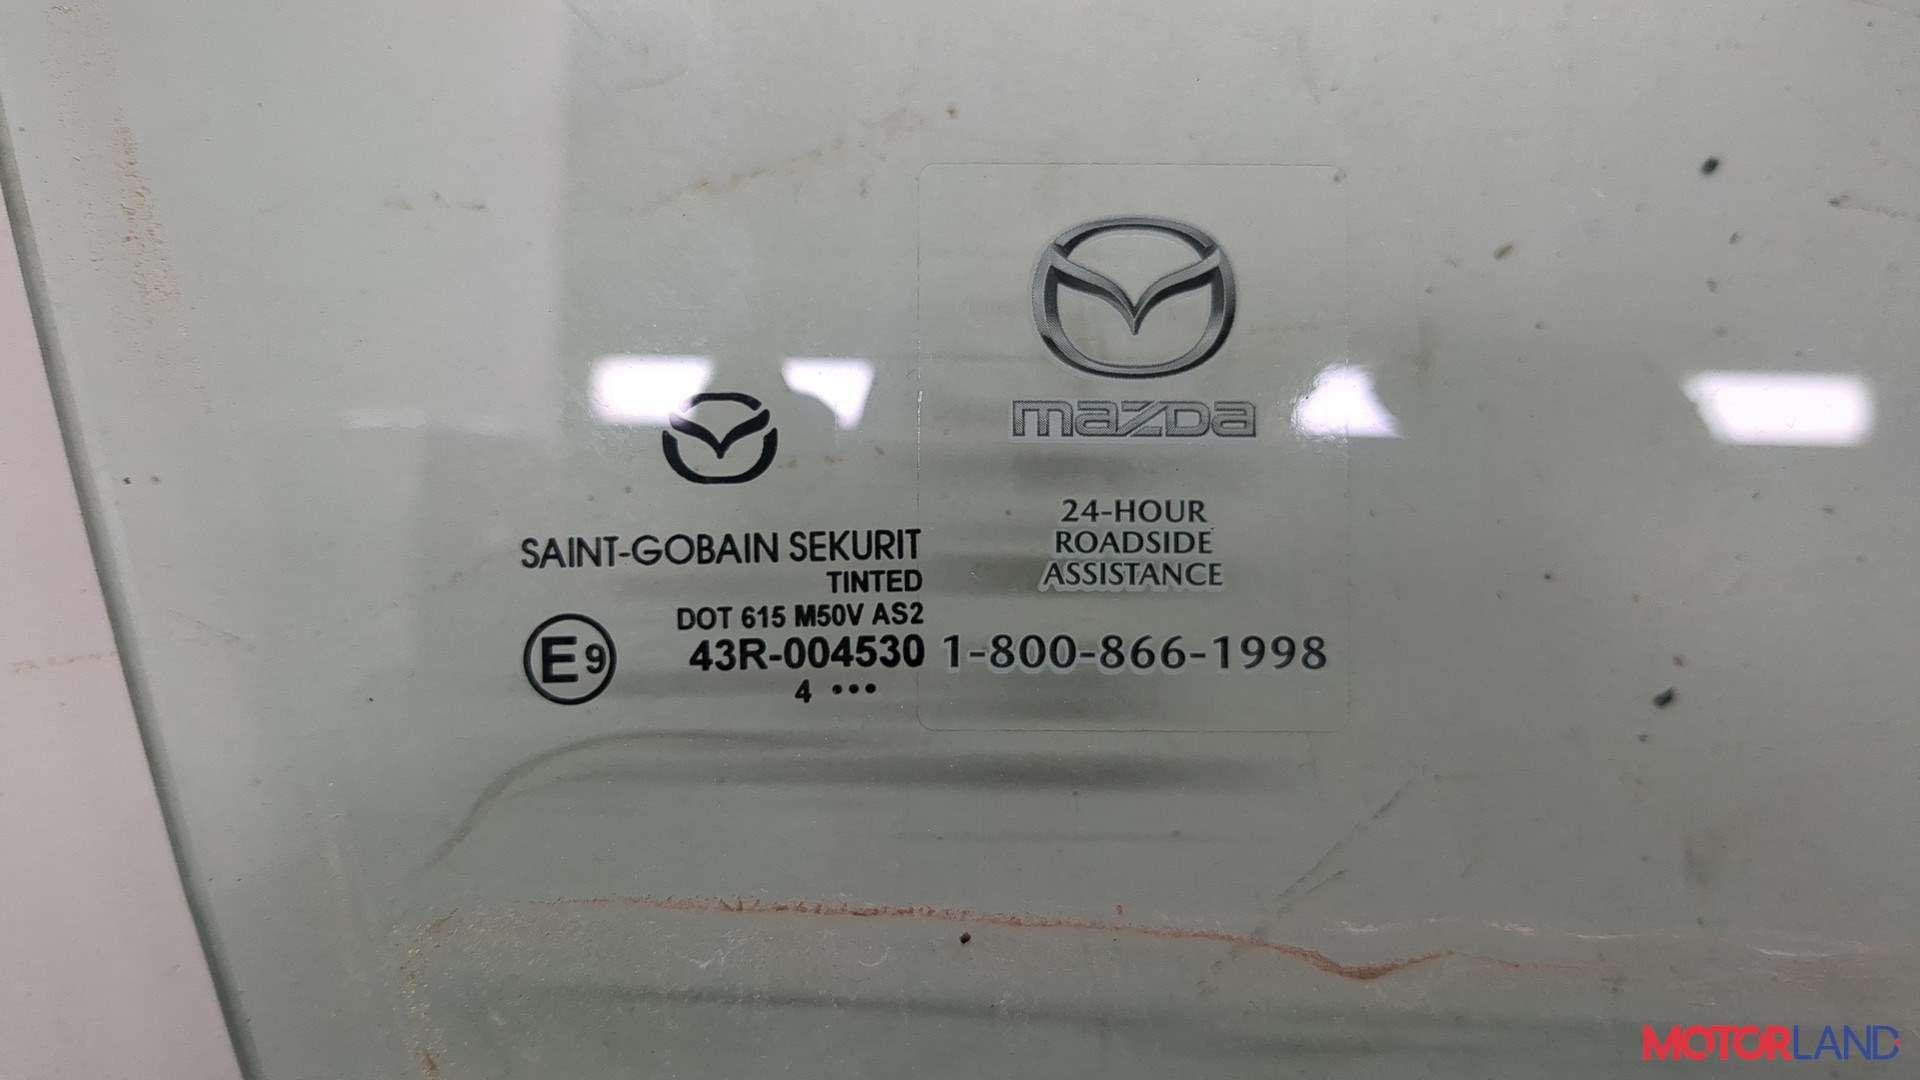 SAINT-GOBAIN SEKURIT
TINTED
DOT 615 M50V AS2
E9
43R-004530
4 •••
mazda
24-HOUR
ROADSIDE
ASSISTANCE
1-800-866-1998
MOTORLAND